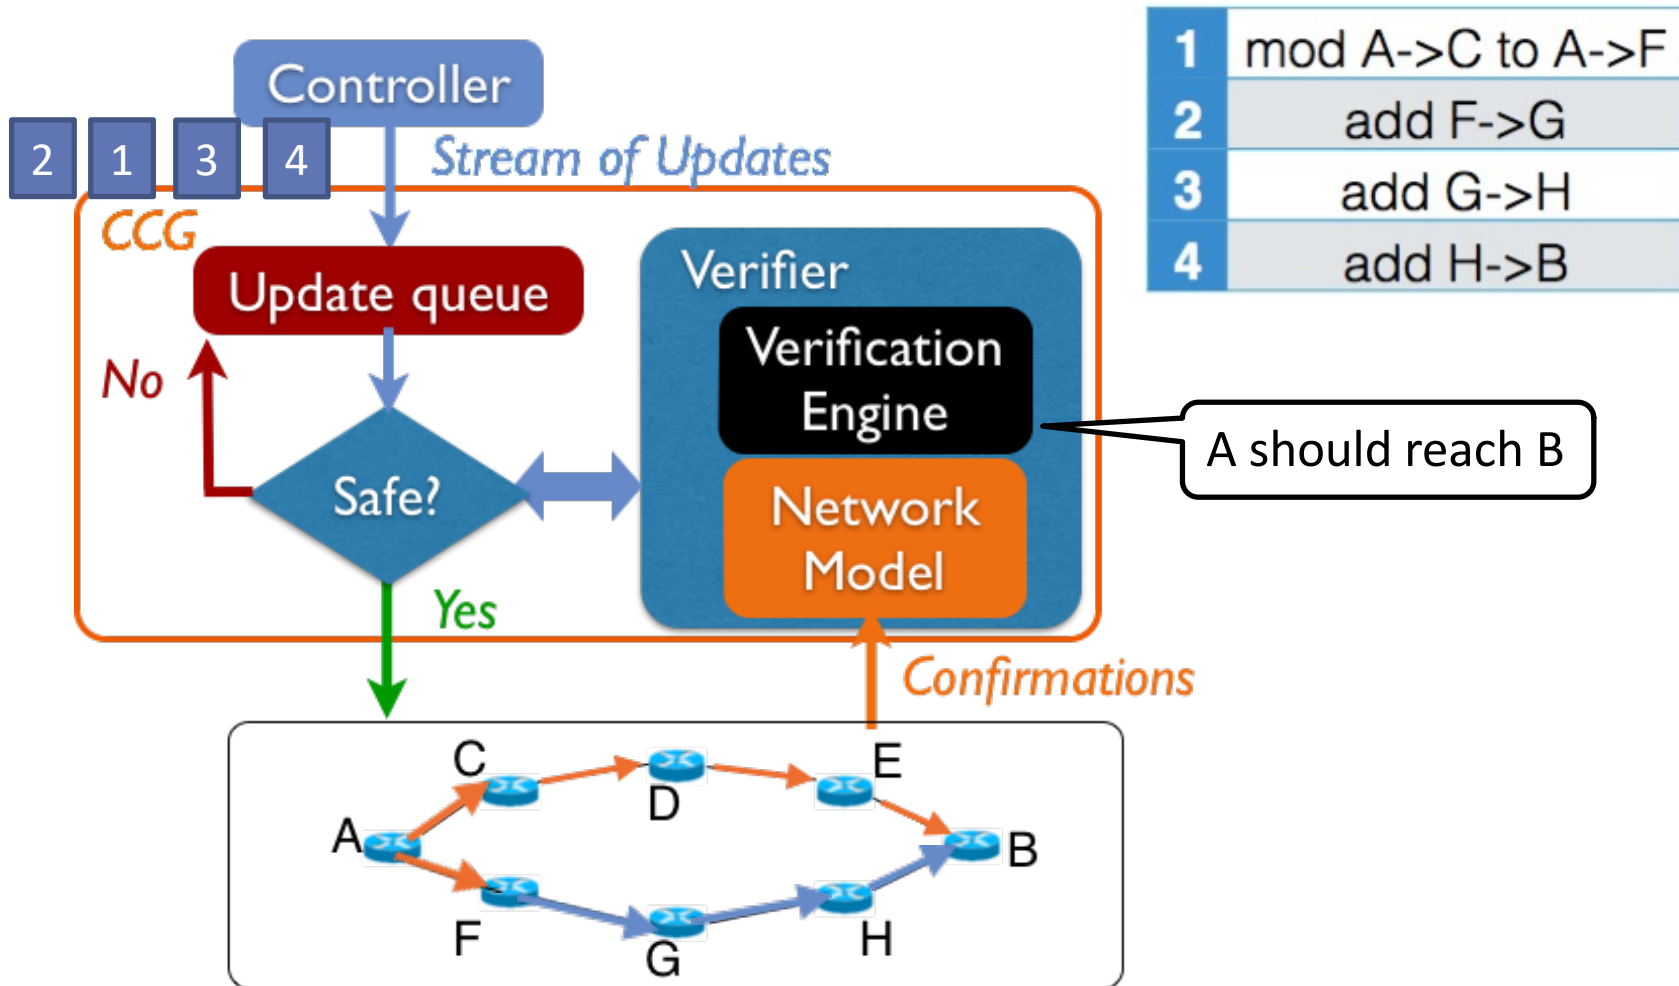 Controller
1 mod A->C to A->F
2 add F->G
3 add G->H
4 add H->B
2 1 3 4
Stream of Updates
CCG
Update queue
Verifier
Verification
Engine
No
A should reach B
Safe?
Network
Model
Yes
Confirmations
C
D
E
A
B
F
G
H